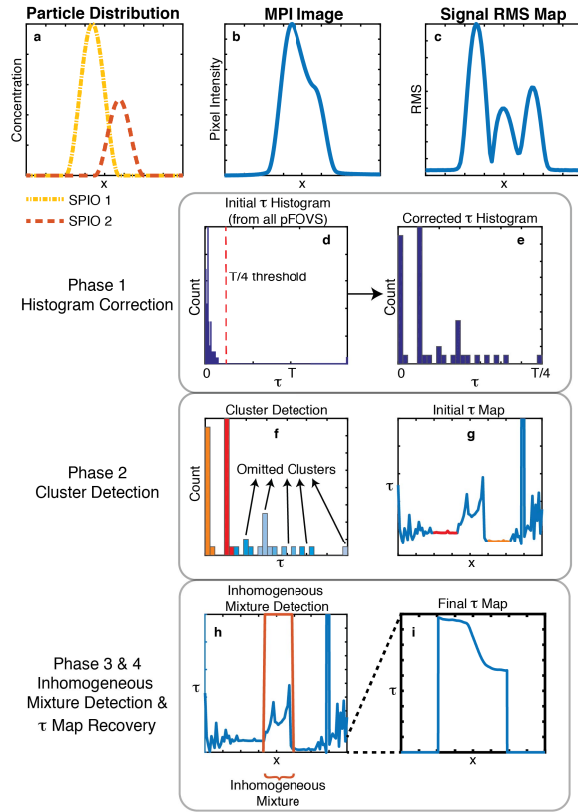 Particle Distribution
MPI Image
Signal RMS Map
a
b
c
Concentration
Pixel Intensity
RMS
x
x
x
SPIO 1
SPIO 2
Phase 1
Histogram Correction
Initial τ Histogram
(from all pFOVS)
Corrected τ Histogram
d
e
T/4 threshold
Count
Count
0
T
0
T/4
τ
τ
Phase 2
Cluster Detection
Cluster Detection
Initial τ Map
f
g
Omitted Clusters
Count
τ
τ
x
Phase 3 & 4
Inhomogeneous
Mixture Detection &
τ Map Recovery
Inhomogeneous
Mixture Detection
Final τ Map
h
i
τ
τ
x
x
Inhomogeneous
Mixture